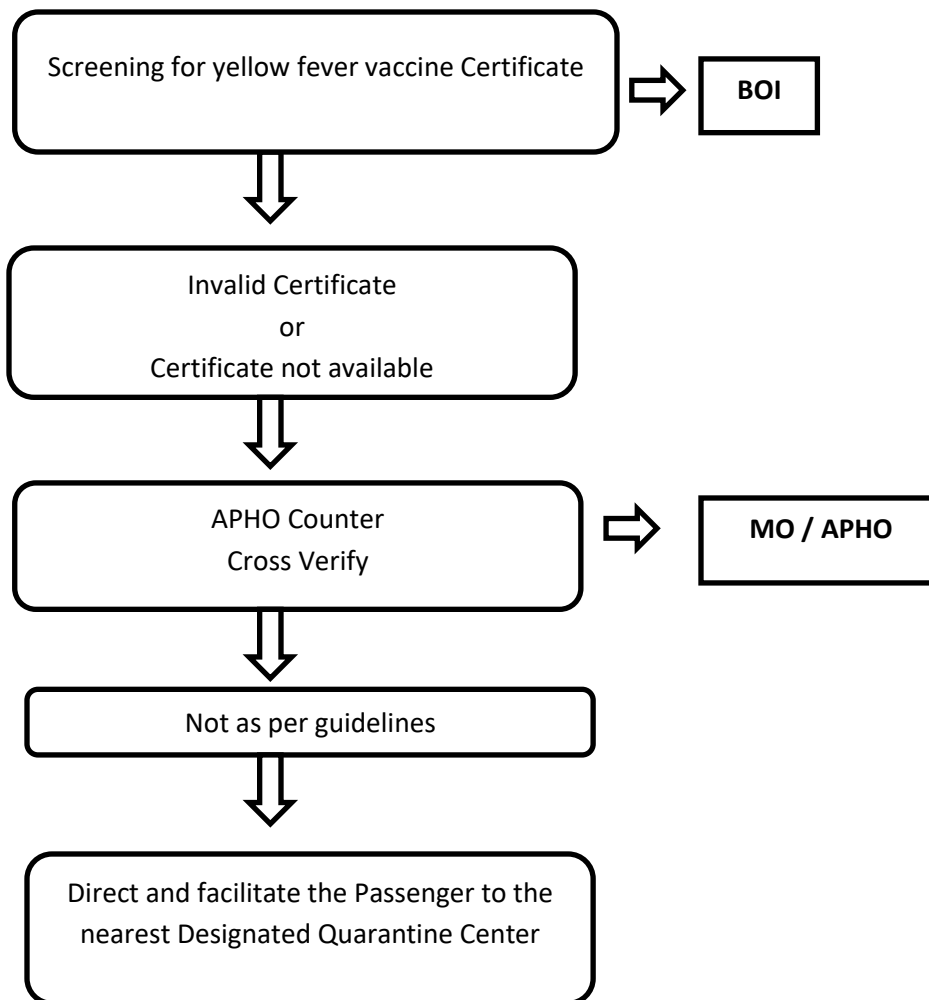 Screening for yellow fever vaccine Certificate
BOI
Invalid Certificate
or
Certificate not available
APHO Counter
Cross Verify
MO / APHO
Not as per guidelines
Direct and facilitate the Passenger to the
nearest Designated Quarantine Center